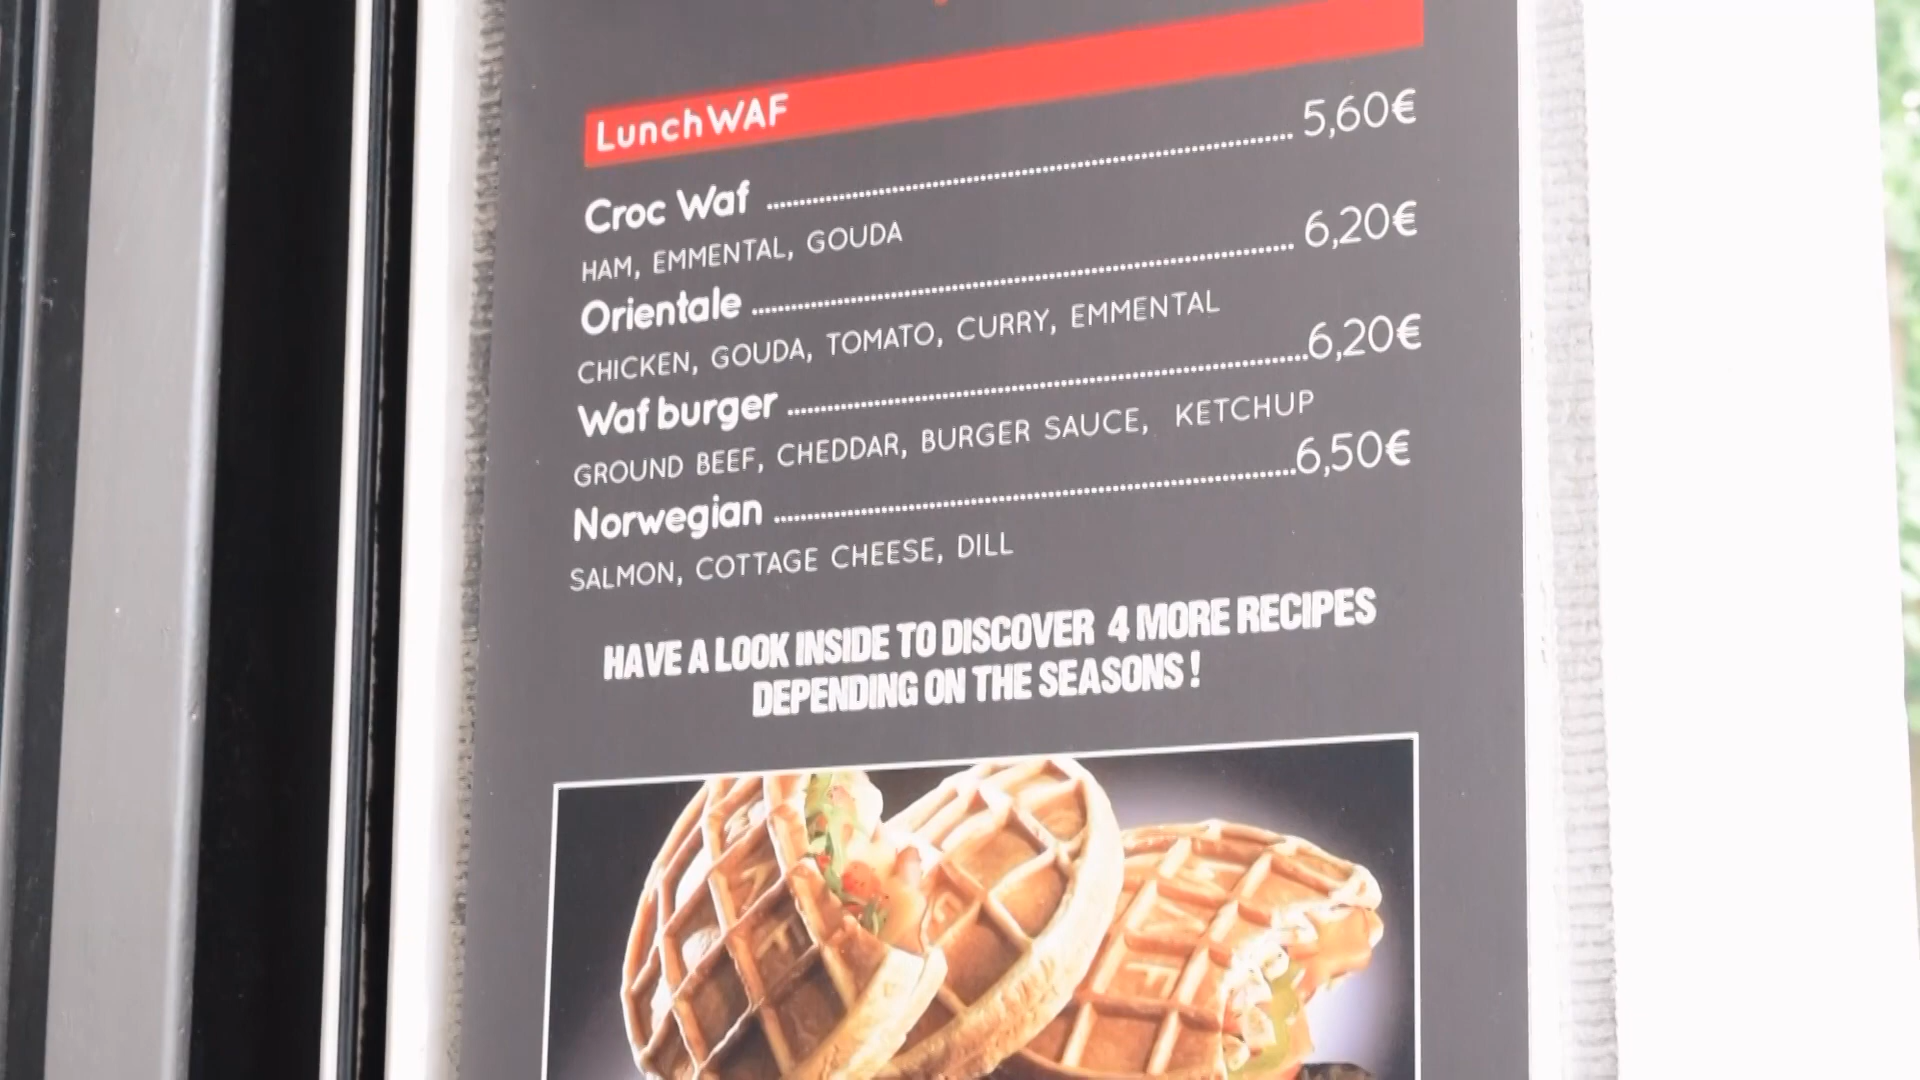 LunchWAF
Croc Waf ........ 5,60€
HAM, EMMENTAL, GOUDA
Orientale ........ 6,20€
CHICKEN, GOUDA, TOMATO, CURRY, EMMENTAL
Waf burger ........ 6,20€
GROUND BEEF, CHEDDAR, BURGER SAUCE, KETCHUP
Norwegian ........ 6,50€
SALMON, COTTAGE CHEESE, DILL
HAVE A LOOK INSIDE TO DISCOVER 4 MORE RECIPES
DEPENDING ON THE SEASONS !